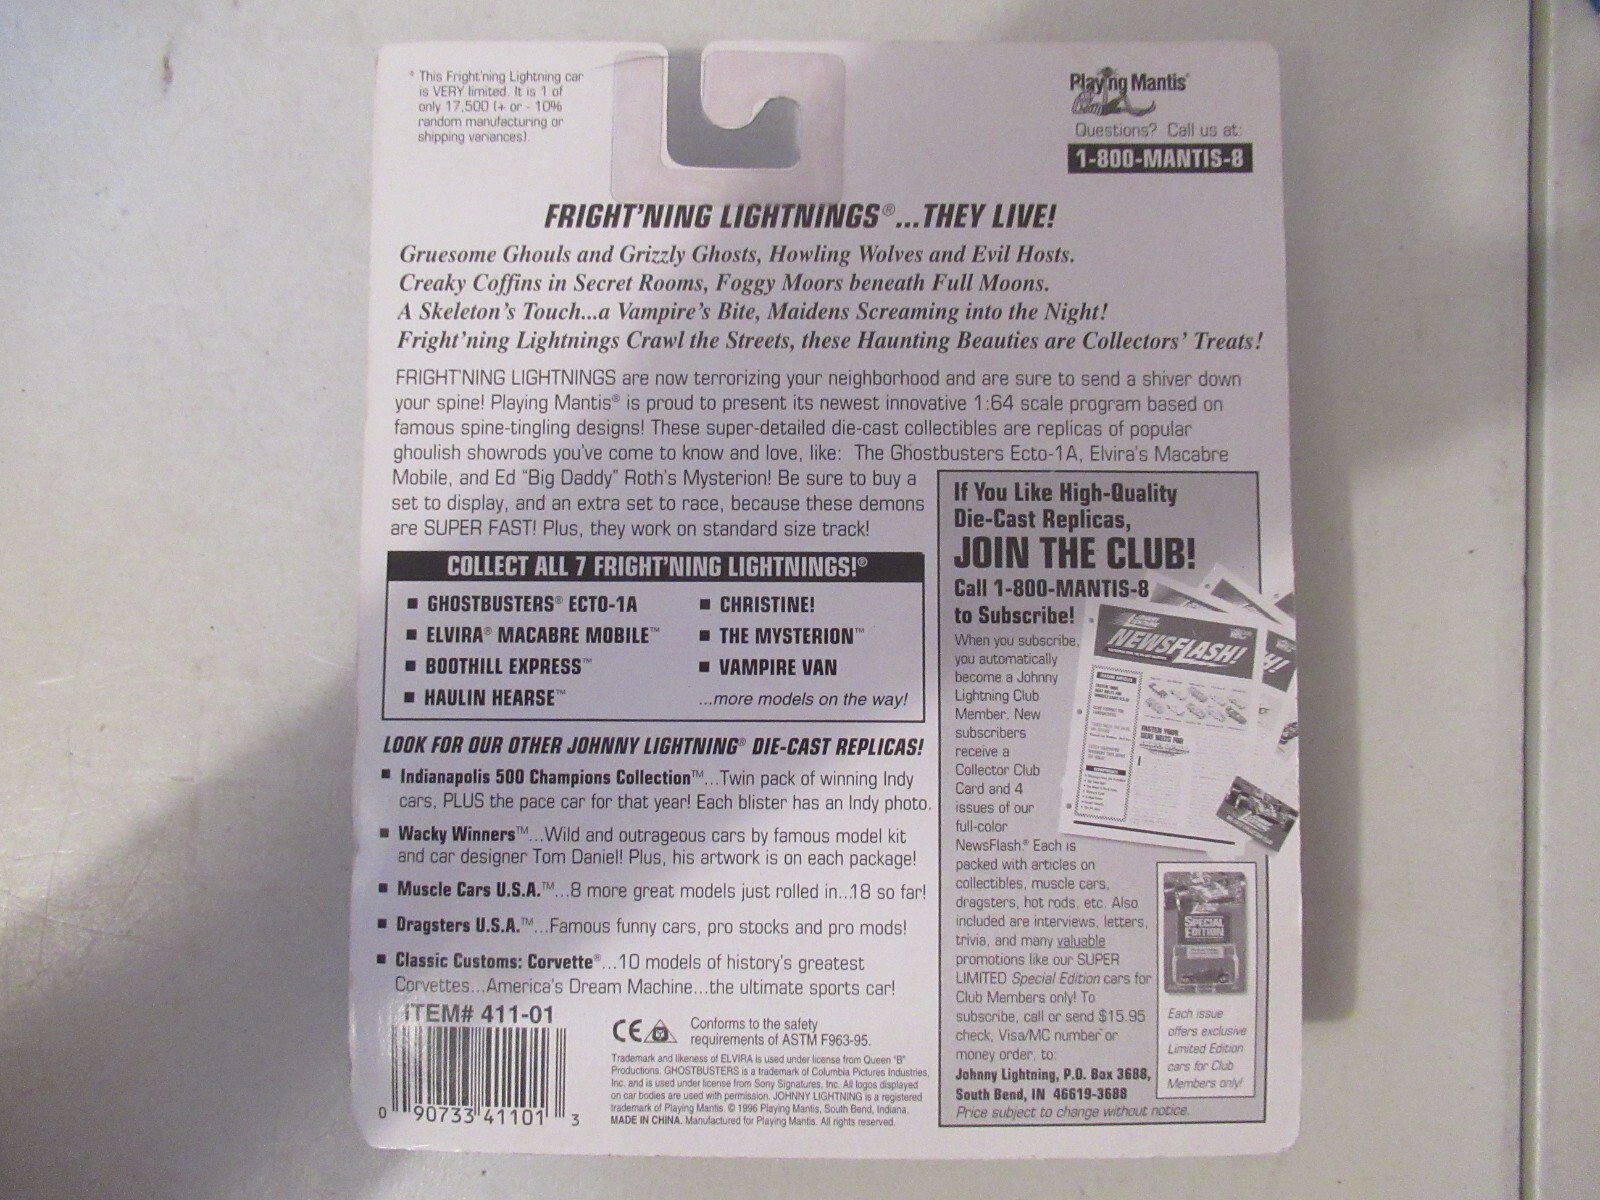 * This Fright'ning Lightning car
is VERY limited. It is 1 of
only 17,500 (+ or - 10%
random manufacturing or
shipping variances).
Playing Mantis®
Questions? Call us at:
1-800-MANTIS-8
FRIGHT'NING LIGHTNINGS®...THEY LIVE!
Gruesome Ghouls and Grizzly Ghosts, Howling Wolves and Evil Hosts.
Creaky Coffins in Secret Rooms, Foggy Moors beneath Full Moons.
A Skeleton's Touch...a Vampire's Bite, Maidens Screaming into the Night!
Fright'ning Lightnings Crawl the Streets, these Haunting Beauties are Collectors' Treats!
FRIGHT'NING LIGHTNINGS are now terrorizing your neighborhood and are sure to send a shiver down
your spine! Playing Mantis® is proud to present its newest innovative 1:64 scale program based on
famous spine-tingling designs! These super-detailed die-cast collectibles are replicas of popular
ghoulish showrods you've come to know and love, like: The Ghostbusters Ecto-1A, Elvira's Macabre
Mobile, and Ed "Big Daddy" Roth's Mysterion! Be sure to buy a
set to display, and an extra set to race, because these demons
are SUPER FAST! Plus, they work on standard size track!
COLLECT ALL 7 FRIGHT'NING LIGHTNINGS!®
■ GHOSTBUSTERS® ECTO-1A
■ ELVIRA® MACABRE MOBILE™
■ BOOTHILL EXPRESS™
■ HAULIN HEARSE™
■ CHRISTINE!
■ THE MYSTERION™
■ VAMPIRE VAN
...more models on the way!
LOOK FOR OUR OTHER JOHNNY LIGHTNING® DIE-CAST REPLICAS!
■ Indianapolis 500 Champions Collection™...Twin pack of winning Indy
cars, PLUS the pace car for that year! Each blister has an Indy photo.
■ Wacky Winners™...Wild and outrageous cars by famous model kit
and car designer Tom Daniel! Plus, his artwork is on each package!
■ Muscle Cars U.S.A.™...8 more great models just rolled in...18 so far!
■ Dragsters U.S.A.™...Famous funny cars, pro stocks and pro mods!
■ Classic Customs: Corvette®...10 models of history's greatest
Corvettes...America's Dream Machine...the ultimate sports car!
ITEM# 411-01
0 90733 41101 3
CE
Conforms to the safety
requirements of ASTM F963-95.
Trademark and likeness of ELVIRA is used under license from Queen "B"
Productions. GHOSTBUSTERS is a trademark of Columbia Pictures Industries,
Inc. and is used under license from Sony Signatures, Inc. All logos displayed
on car bodies are used with permission. JOHNNY LIGHTNING is a registered
trademark of Playing Mantis. © 1996 Playing Mantis, South Bend, Indiana.
MADE IN CHINA. Manufactured for Playing Mantis. All rights reserved.
If You Like High-Quality
Die-Cast Replicas,
JOIN THE CLUB!
Call 1-800-MANTIS-8
to Subscribe!
When you subscribe,
you automatically
become a Johnny
Lightning Club
Member. New
subscribers
receive a
Collector Club
Card and 4
issues of our
full-color
NewsFlash.® Each is
packed with articles on
collectibles, muscle cars,
dragsters, hot rods, etc. Also
included are interviews, letters,
trivia, and many valuable
promotions like our SUPER
LIMITED Special Edition cars for
Club Members only! To
subscribe, call or send $15.95
check, Visa/MC number or
money order, to:
Johnny Lightning, P.O. Box 3688,
South Bend, IN 46619-3688
Price subject to change without notice.
NEWSFLASH!
H!
FASTEN YOUR
SEAT BELTS FOR
SPECIAL
EDITION
Each issue
offers exclusive
Limited Edition
cars for Club
Members only!